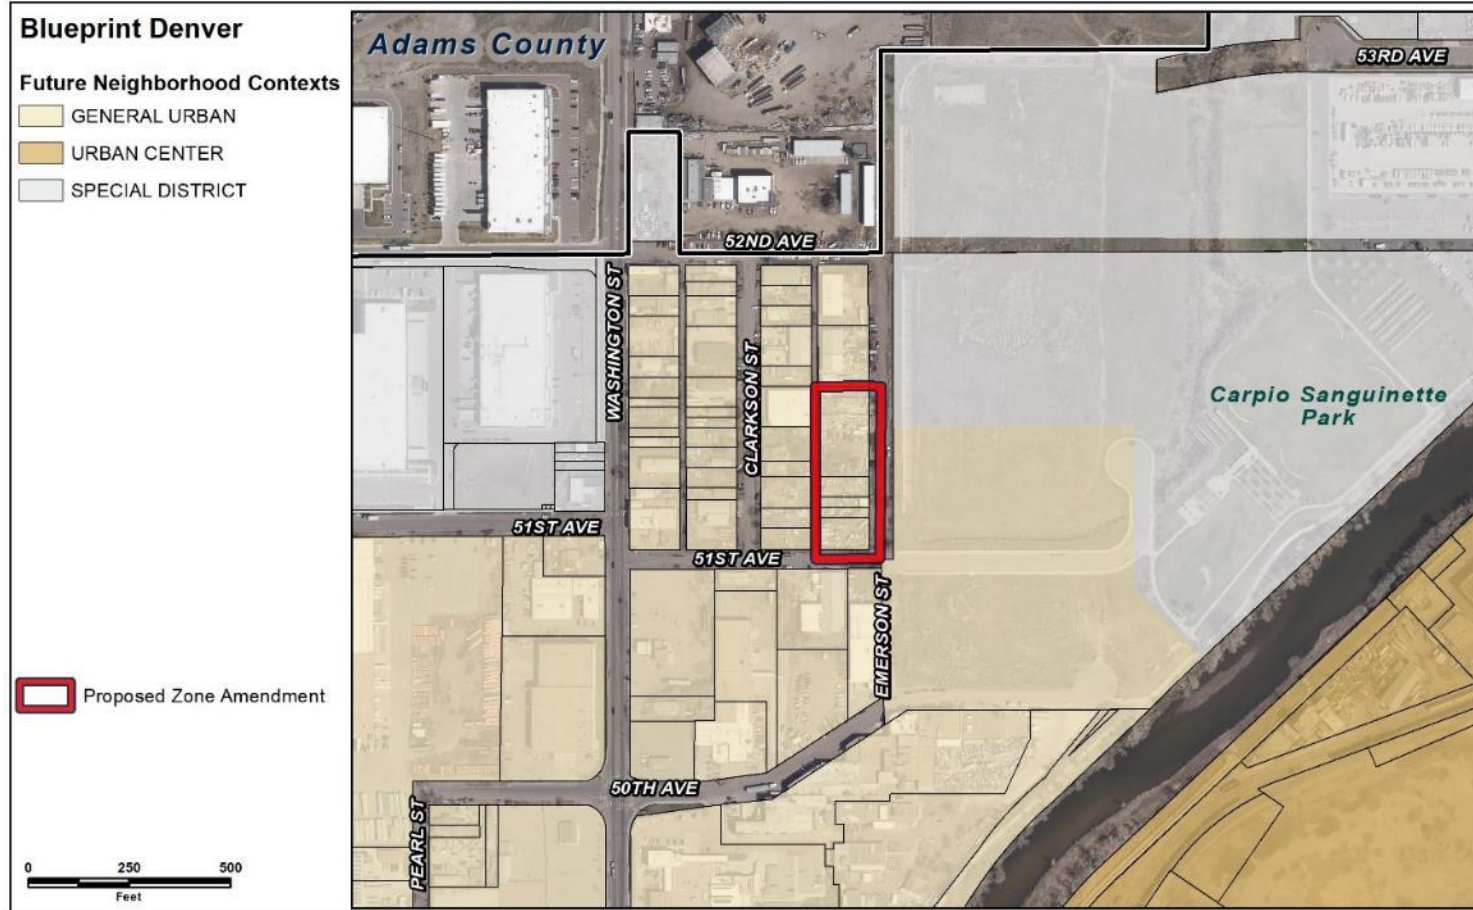 Blueprint Denver
Future Neighborhood Contexts
GENERAL URBAN
URBAN CENTER
SPECIAL DISTRICT
Proposed Zone Amendment
0 250 500
Feet
Adams County
53RD AVE
52ND AVE
WASHINGTON ST
CLARKSON ST
Carpio Sanguinette
Park
51ST AVE
51ST AVE
EMERSON ST
50TH AVE
PEARL ST